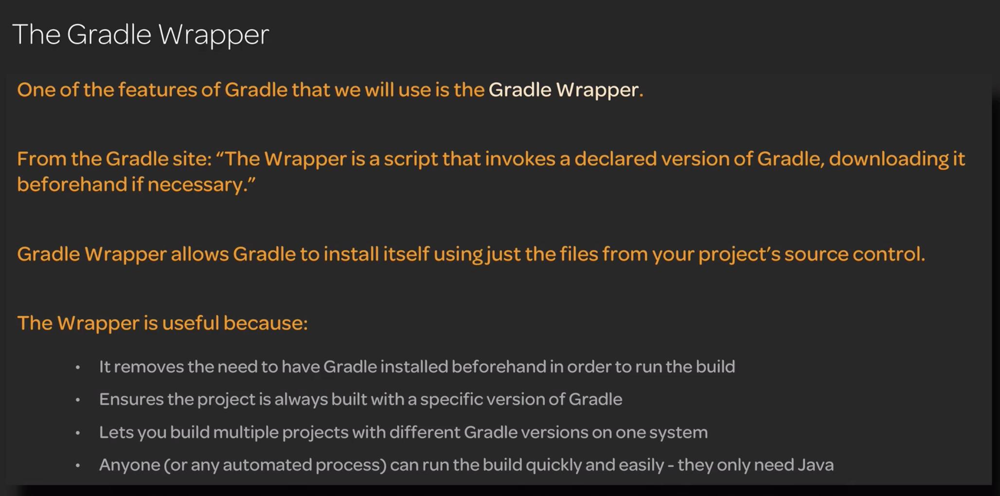 The Gradle Wrapper
One of the features of Gradle that we will use is the Gradle Wrapper.
From the Gradle site: “The Wrapper is a script that invokes a declared version of Gradle, downloading it
beforehand if necessary.”
Gradle Wrapper allows Gradle to install itself using just the files from your project’s source control.
The Wrapper is useful because:
• It removes the need to have Gradle installed beforehand in order to run the build
• Ensures the project is always built with a specific version of Gradle
• Lets you build multiple projects with different Gradle versions on one system
• Anyone (or any automated process) can run the build quickly and easily - they only need Java